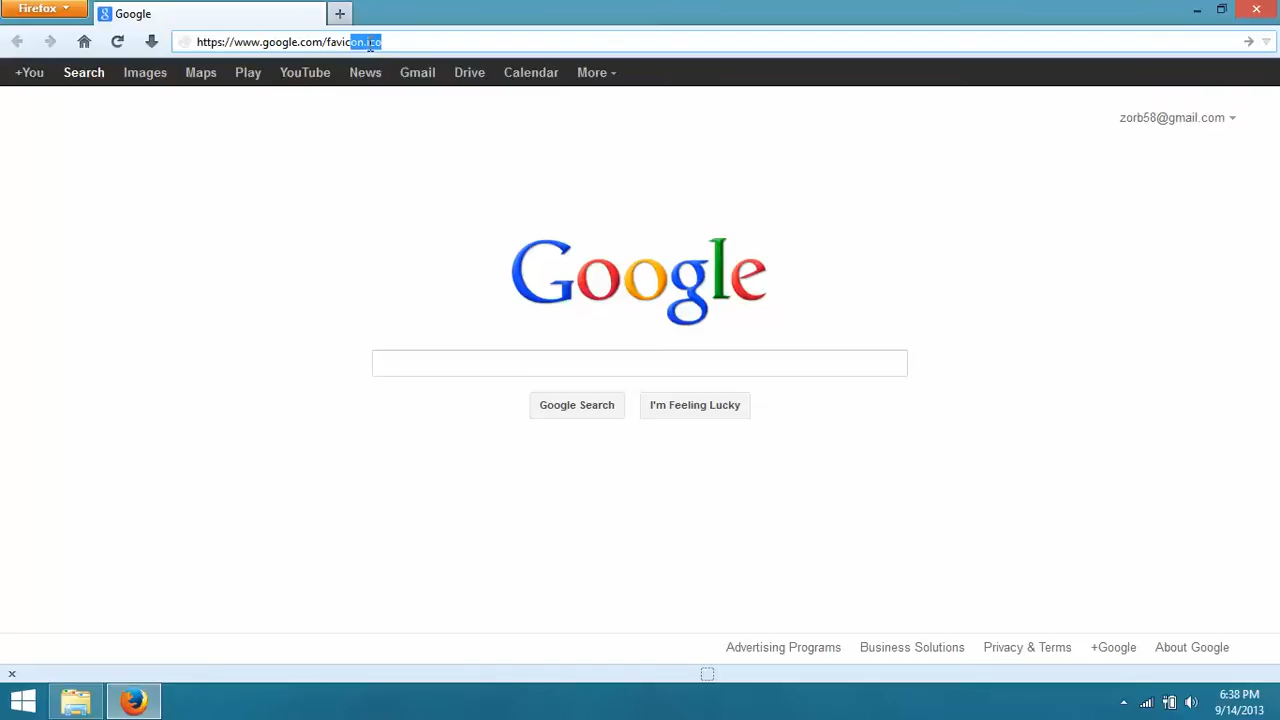 Firefox
Google
https://www.google.com/favicon.ico
+You Search Images Maps Play YouTube News Gmail Drive Calendar More
zorb58@gmail.com
Google
Google Search I'm Feeling Lucky
Advertising Programs Business Solutions Privacy & Terms +Google About Google
6:38 PM
9/14/2013